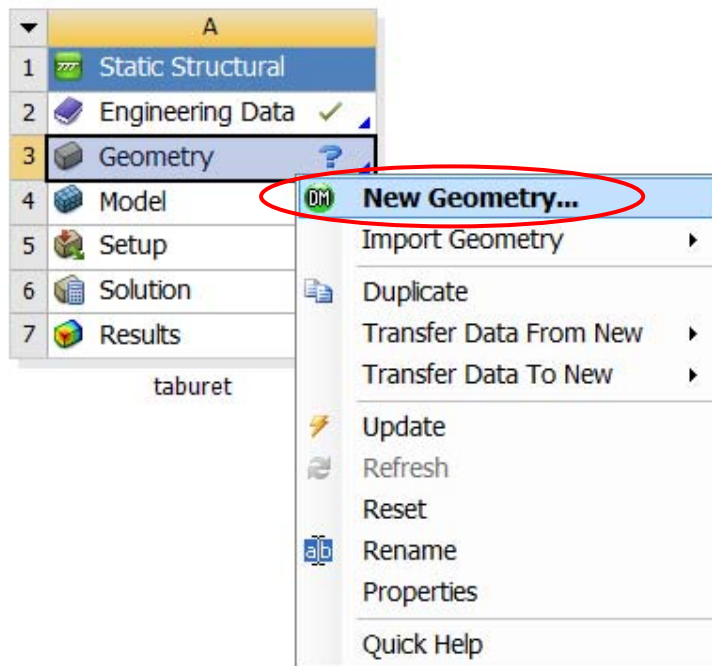 A
1 Static Structural
2 Engineering Data
3 Geometry ?
4 Model
5 Setup
6 Solution
7 Results
taburet
DM New Geometry...
Import Geometry
Duplicate
Transfer Data From New
Transfer Data To New
Update
Refresh
Reset
ab Rename
Properties
Quick Help